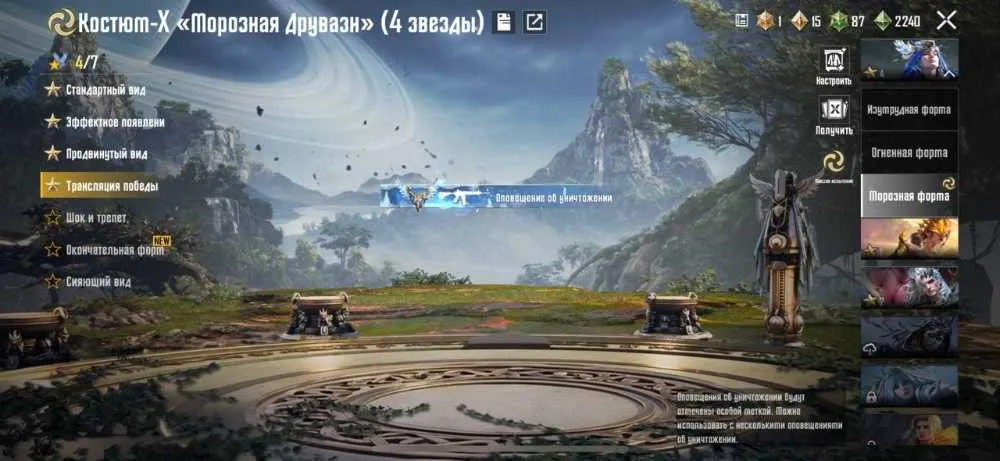 Костюм-X «Морозная Друвазн» (4 звезды)
1 15 87 2240
4/7
Стандартный вид
Эффектное появлени
Продвинутый вид
Трансляция победы
Шок и трепет
Окончательная форм
NEW
Сияющий вид
Оповещение об уничтожении
Настроить
Получить
Изумрудная форма
Огненная форма
Морозная форма
Оповещения об уничтожении будут
отмечены особой меткой. Можно
использовать с несколькими оповещениями
об уничтожении.